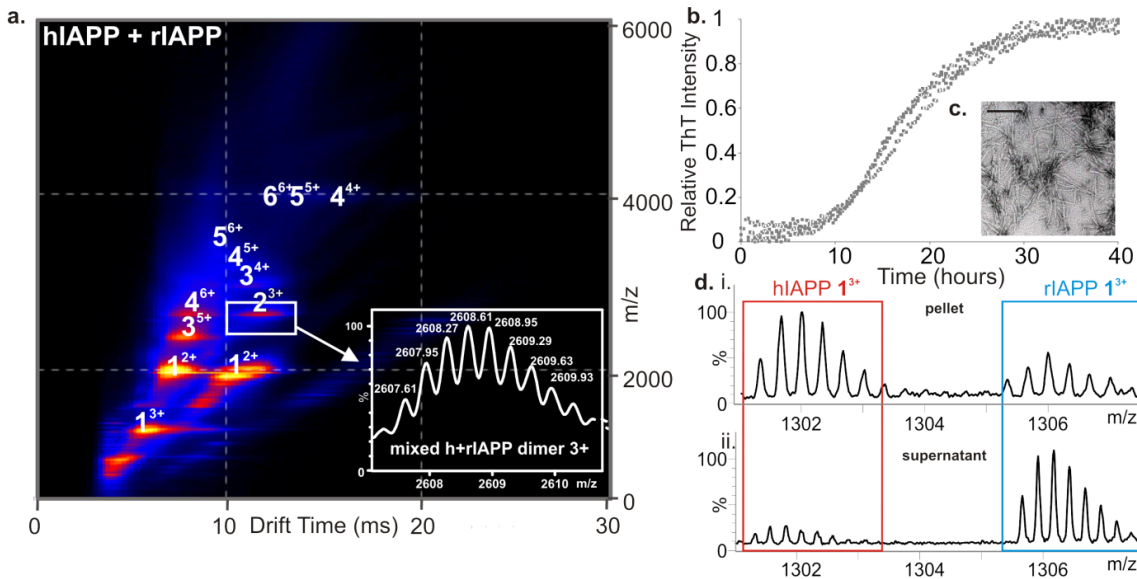 a.
hIAPP + rIAPP
6⁶⁺ 5⁵⁺ 4⁴⁺
5⁶⁺
4⁵⁺
3⁴⁺
4⁶⁺ 2³⁺
3⁵⁺
1²⁺ 1²⁺
1³⁺
6000
4000
2000
0
m/z
0 10 20 30
Drift Time (ms)
100
%
0
2607.61
2607.95
2608.27
2608.61
2608.95
2609.29
2609.63
2609.93
mixed h+rIAPP dimer 3+
2608 2609 2610 m/z
b.
Relative ThT Intensity
1
0.8
0.6
0.4
0.2
0
0 10 20 30 40
Time (hours)
c.
d.
i.
hIAPP 1³⁺ rIAPP 1³⁺
pellet
100
%
1302 1304 1306 m/z
ii.
supernatant
100
%
0
1302 1304 1306 m/z